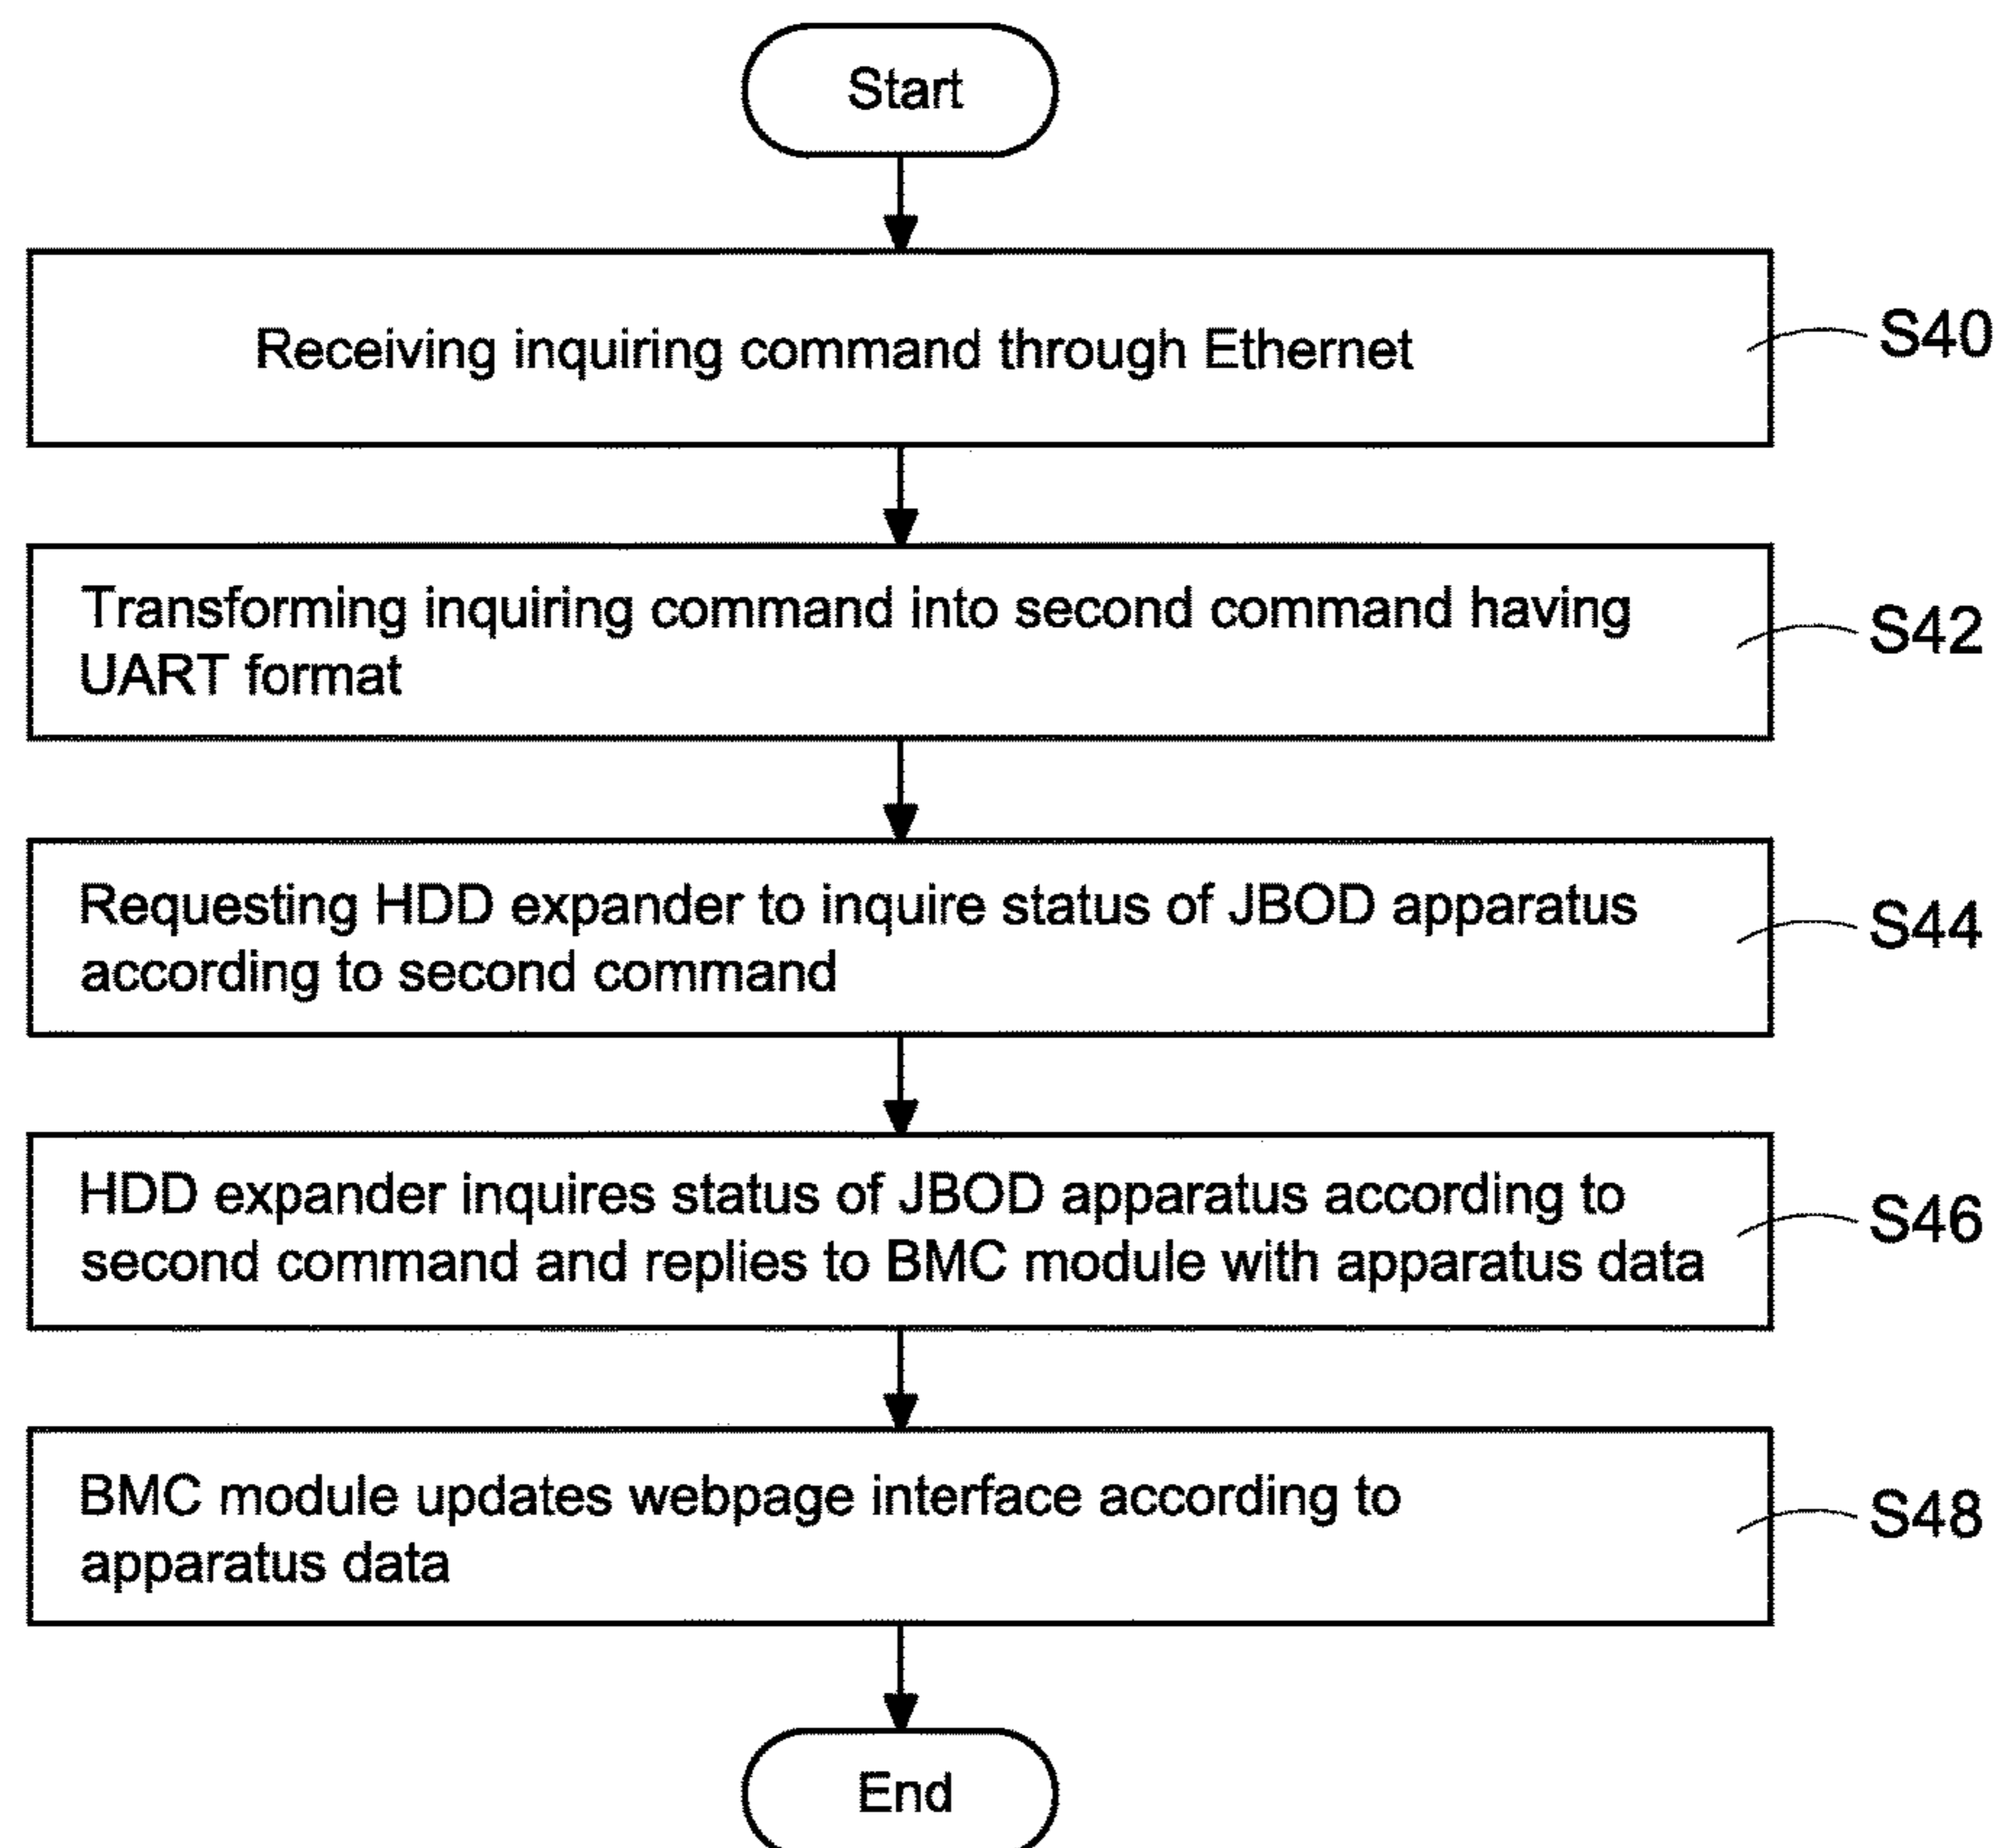 Start
Receiving inquiring command through Ethernet
S40
Transforming inquiring command into second command having
UART format
S42
Requesting HDD expander to inquire status of JBOD apparatus
according to second command
S44
HDD expander inquires status of JBOD apparatus according to
second command and replies to BMC module with apparatus data
S46
BMC module updates webpage interface according to
apparatus data
S48
End